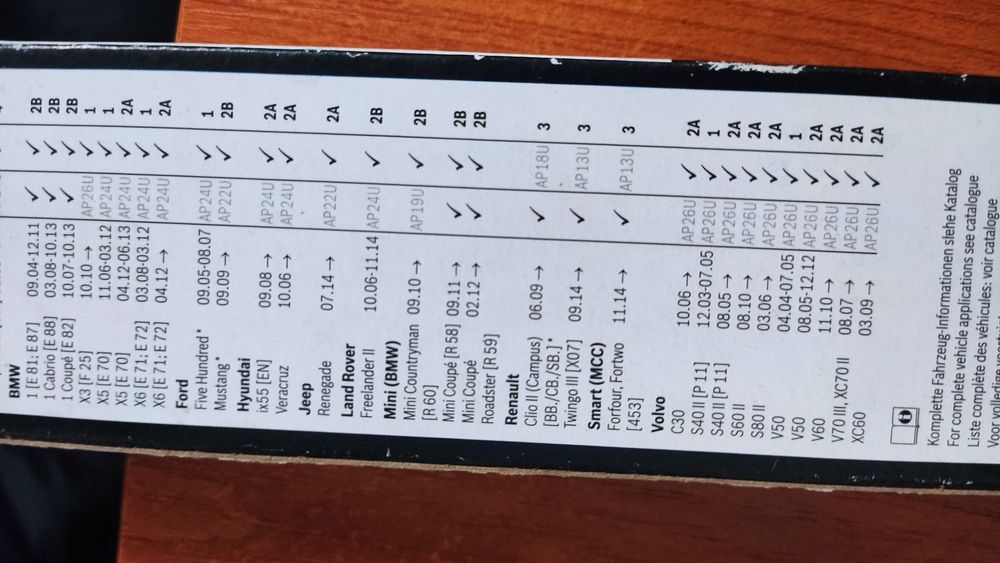 BMW
1 [E 81; E 87] 09.04-12.11 ✓ ✓ 2B
1 Cabrio [E 88] 03.08-10.13 ✓ ✓ 2B
1 Coupé [E 82] 10.07-10.13 ✓ ✓ 2B
X3 [F 25] 10.10 → AP26U ✓ 1
X5 [E 70] 11.06-03.12 AP24U ✓ 1
X5 [E 70] 04.12-06.13 AP24U ✓ 2A
X6 [E 71; E 72] 03.08-03.12 AP24U ✓ 1
X6 [E 71; E 72] 04.12 → AP24U ✓ 2A
Ford
Five Hundred* 09.05-08.07 AP24U ✓ 1
Mustang* 09.09 → AP22U ✓ 2B
Hyundai
ix55 [EN] 09.08 → AP24U ✓ 2A
Veracruz 10.06 → AP24U ✓ 2A
Jeep
Renegade 07.14 → AP22U ✓ 2A
Land Rover
Freelander II 10.06-11.14 AP24U ✓ 2B
Mini (BMW)
Mini Countryman 09.10 → AP19U ✓ 2B
[R 60]
Mini Coupé [R 58] 09.11 → ✓ ✓ 2B
Mini Coupé 02.12 → ✓ ✓ 2B
Roadster [R 59]
Renault
Clio II (Campus) 06.09 → ✓ AP18U 3
[BB./CB./SB.]*
Twingo III [X07] 09.14 → ✓ AP13U 3
Smart (MCC)
Forfour, Fortwo 11.14 → ✓ AP13U 3
[453]
Volvo
C30 10.06 → AP26U ✓ 2A
S40 II [P 11] 12.03-07.05 AP26U ✓ 1
S40 II [P 11] 08.05 → AP26U ✓ 2A
S60 II 08.10 → AP26U ✓ 2A
S80 II 03.06 → AP26U ✓ 2A
V50 04.04-07.05 AP26U ✓ 1
V50 08.05-12.12 AP26U ✓ 2A
V60 11.10 → AP26U ✓ 2A
V70 III, XC70 II 08.07 → AP26U ✓ 2A
XC60 03.09 → AP26U ✓ 2A
Komplette Fahrzeug-Informationen siehe Katalog
For complete vehicle applications see catalogue
Liste complète des véhicules: voir catalogue
Voor volledige